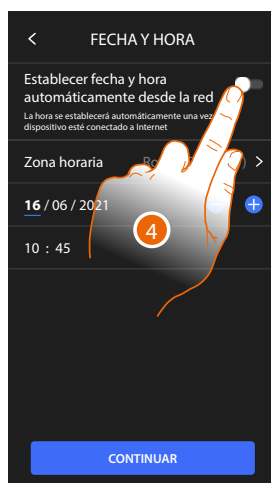 FECHA Y HORA
Establecer fecha y hora
automáticamente desde la red
La hora se establecerá automáticamente una vez
dispositivo esté conectado a Internet
Zona horaria
16 / 06 / 2021
10 : 45
4
CONTINUAR